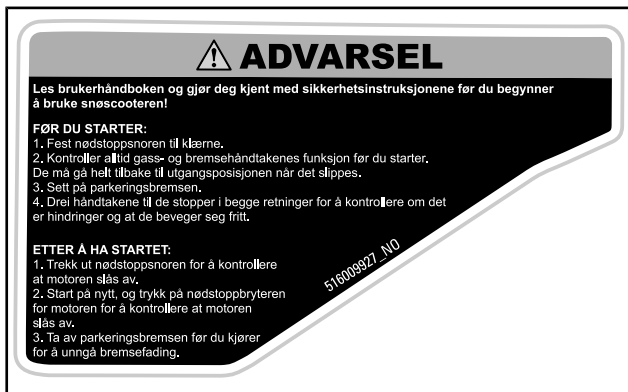 ADVARSEL
Les brukerhåndboken og gjør deg kjent med sikkerhetsinstruksjonene før du begynner
å bruke snøscooteren!
FØR DU STARTER:
1. Fest nødstoppsnoren til klærne.
2. Kontroller alltid gass- og bremsehåndtakenes funksjon før du starter.
De må gå helt tilbake til utgangsposisjonen når det slippes.
3. Sett på parkeringsbremsen.
4. Drei håndtakene til de stopper i begge retninger for å kontrollere om det
er hindringer og at de beveger seg fritt.
ETTER Å HA STARTET:
1. Trekk ut nødstoppsnoren for å kontrollere
at motoren slås av.
2. Start på nytt, og trykk på nødstoppbryteren
for motoren for å kontrollere at motoren
slås av.
3. Ta av parkeringsbremsen før du kjører
for å unngå bremsefading.
516009927_NO